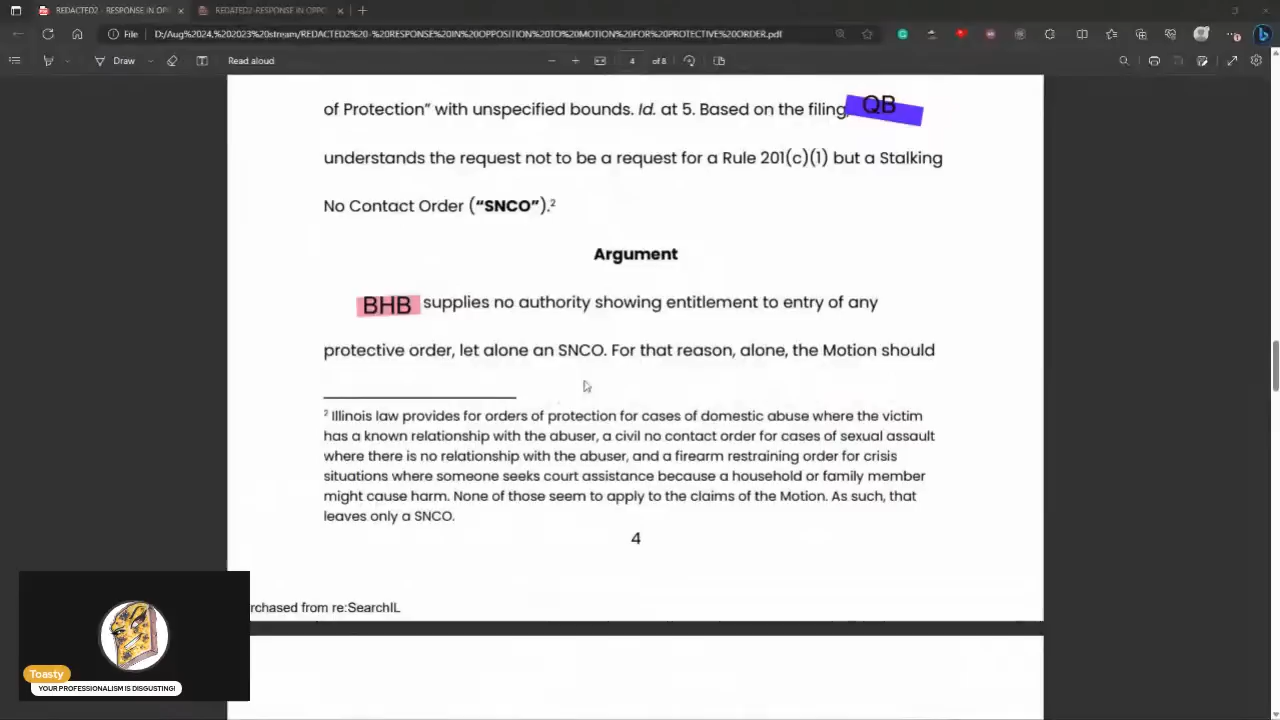 REDACTED2 - RESPONSE IN OP
REDATED2-RESPONSE IN OPPC
File
D:/Aug%2024,%202023%20stream/REDACTED2%20-%20RESPONSE%20IN%20OPPOSITION%20TO%20MOTION%20FOR%20PROTECTIVE%20ORDER.pdf
Draw
Read aloud
4 of 8
of Protection” with unspecified bounds. Id. at 5. Based on the filing, QB
understands the request not to be a request for a Rule 201(c)(1) but a Stalking
No Contact Order (“SNCO”).²
Argument
BHB supplies no authority showing entitlement to entry of any
protective order, let alone an SNCO. For that reason, alone, the Motion should
² Illinois law provides for orders of protection for cases of domestic abuse where the victim
has a known relationship with the abuser, a civil no contact order for cases of sexual assault
where there is no relationship with the abuser, and a firearm restraining order for crisis
situations where someone seeks court assistance because a household or family member
might cause harm. None of those seem to apply to the claims of the Motion. As such, that
leaves only a SNCO.
4
rchased from re:SearchIL
Toasty
YOUR PROFESSIONALISM IS DISGUSTING!